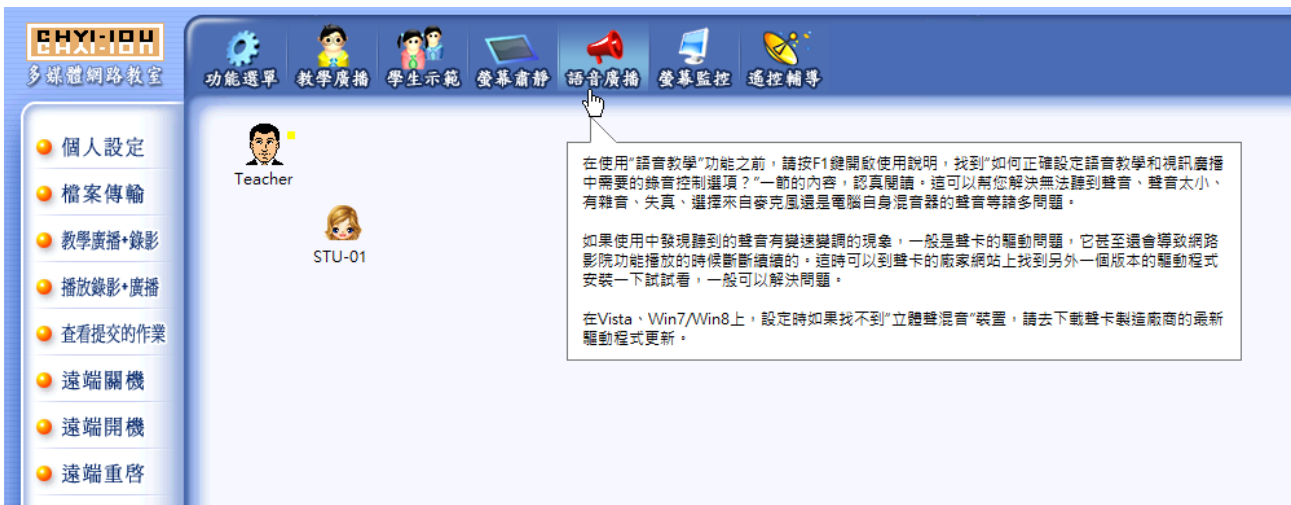 CHYI-IOH
多媒體網路教室
功能選單 教學廣播 學生示範 螢幕肅靜 語音廣播 螢幕監控 遙控輔導
個人設定
檔案傳輸
教學廣播+錄影
播放錄影+廣播
查看提交的作業
遠端關機
遠端開機
遠端重啓
Teacher
STU-01
在使用"語音教學"功能之前，請按F1鍵開啟使用說明，找到"如何正確設定語音教學和視訊廣播
中需要的錄音控制選項？"一節的內容，認真閱讀。這可以幫您解決無法聽到聲音、聲音太小、
有雜音、失真、選擇來自麥克風還是電腦自身混音器的聲音等諸多問題。
如果使用中發現聽到的聲音有變速變調的現象，一般是聲卡的驅動問題，它甚至還會導致網路
影院功能播放的時候斷斷續續的。這時可以到聲卡的廠家網站上找到另外一個版本的驅動程式
安裝一下試試看，一般可以解決問題。
在Vista、Win7/Win8上，設定時如果找不到"立體聲混音"裝置，請去下載聲卡製造廠商的最新
驅動程式更新。